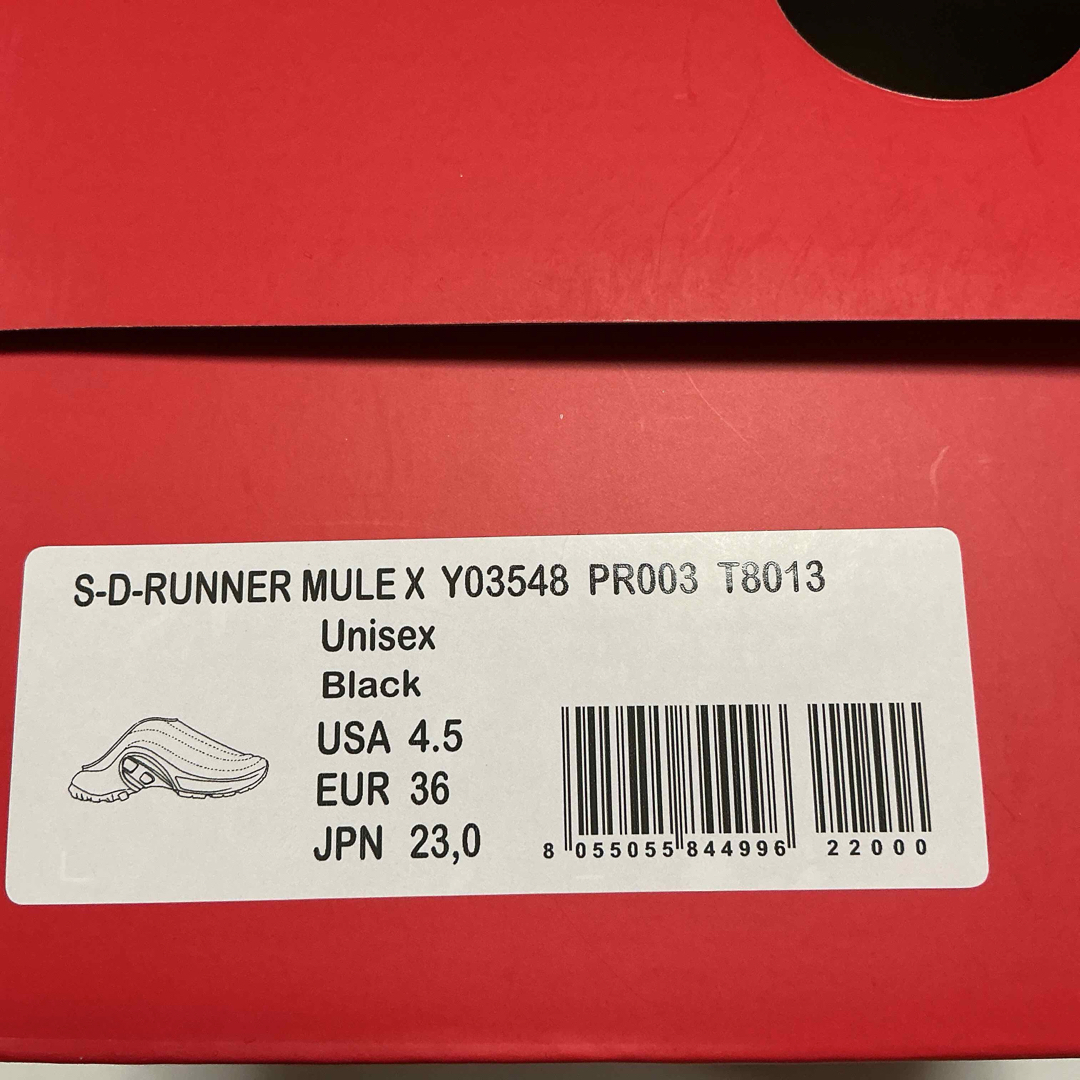 S-D-RUNNER MULE X Y03548 PR003 T8013
Unisex
Black
USA 4.5
EUR 36
JPN 23,0
8 055055 844996 22000